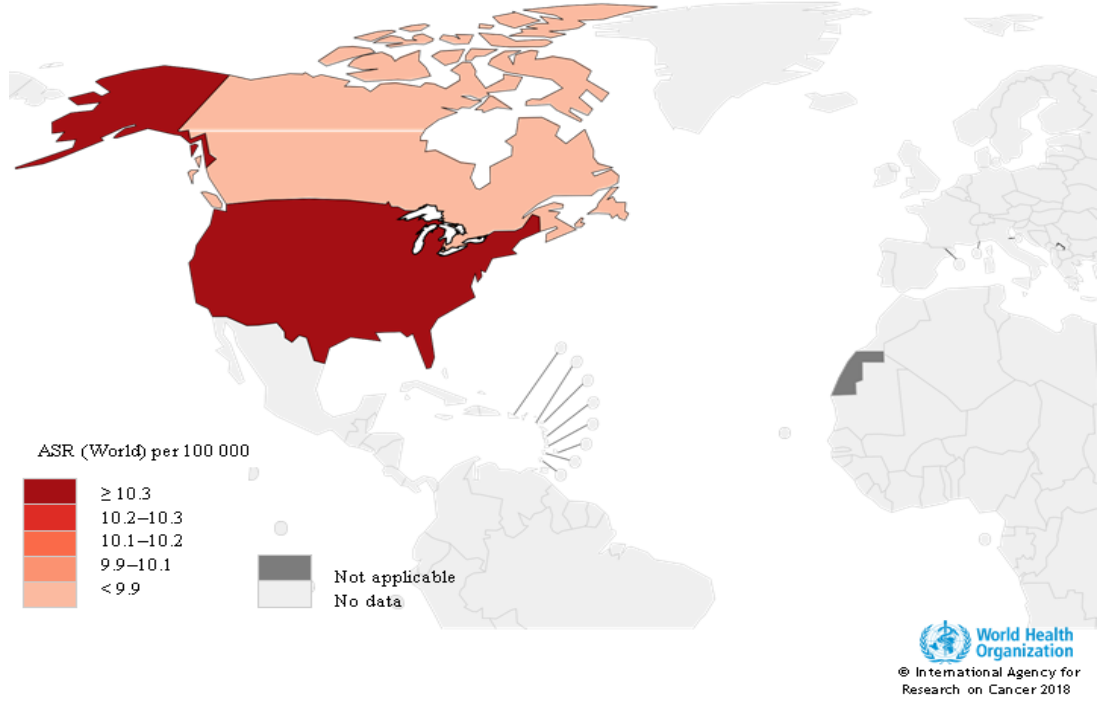 ASR (World) per 100 000
≥ 10.3
10.2–10.3
10.1–10.2
9.9–10.1
< 9.9
Not applicable
No data
World Health
Organization
© International Agency for
Research on Cancer 2018